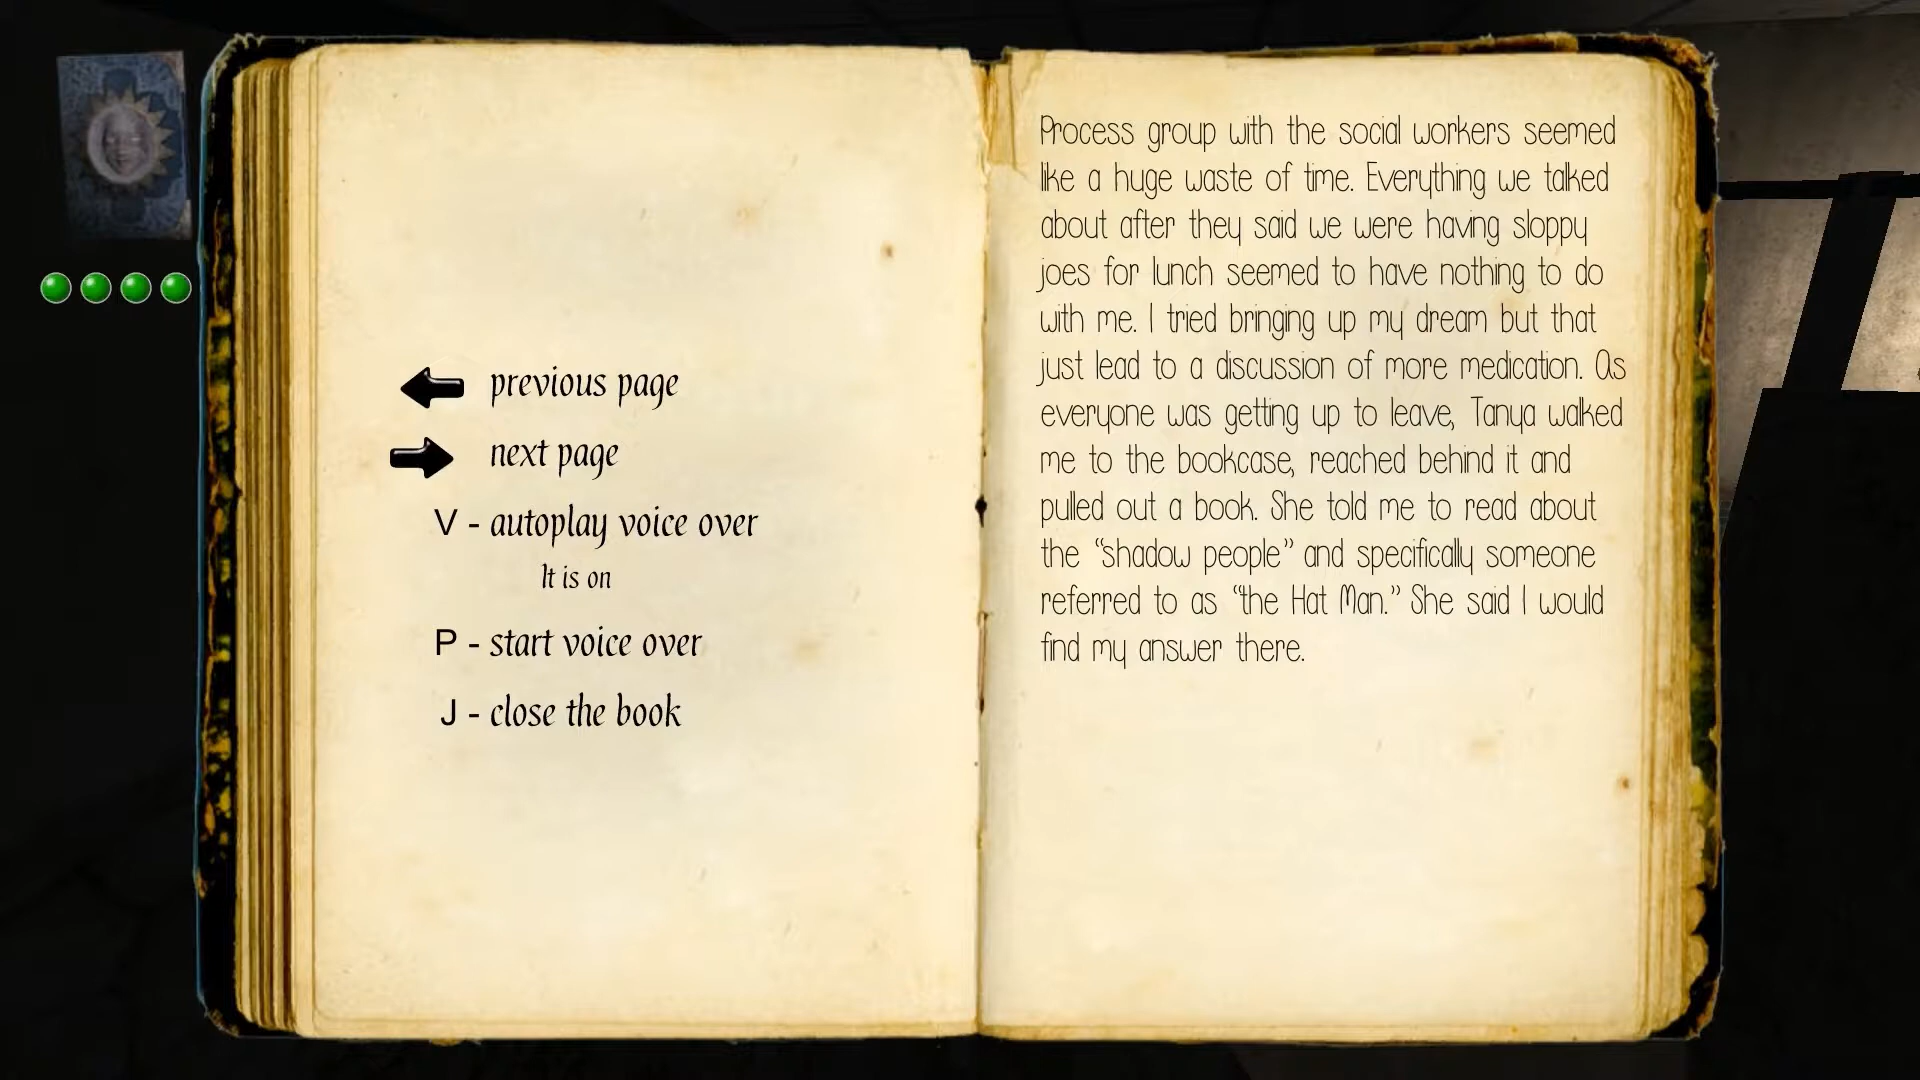 previous page
next page
V - autoplay voice over
It is on
P - start voice over
J - close the book
Process group with the social workers seemed
like a huge waste of time. Everything we talked
about after they said we were having sloppy
joes for lunch seemed to have nothing to do
with me. I tried bringing up my dream but that
just lead to a discussion of more medication. As
everyone was getting up to leave, Tanya walked
me to the bookcase, reached behind it and
pulled out a book. She told me to read about
the “shadow people” and specifically someone
referred to as “the Hat Man.” She said I would
find my answer there.